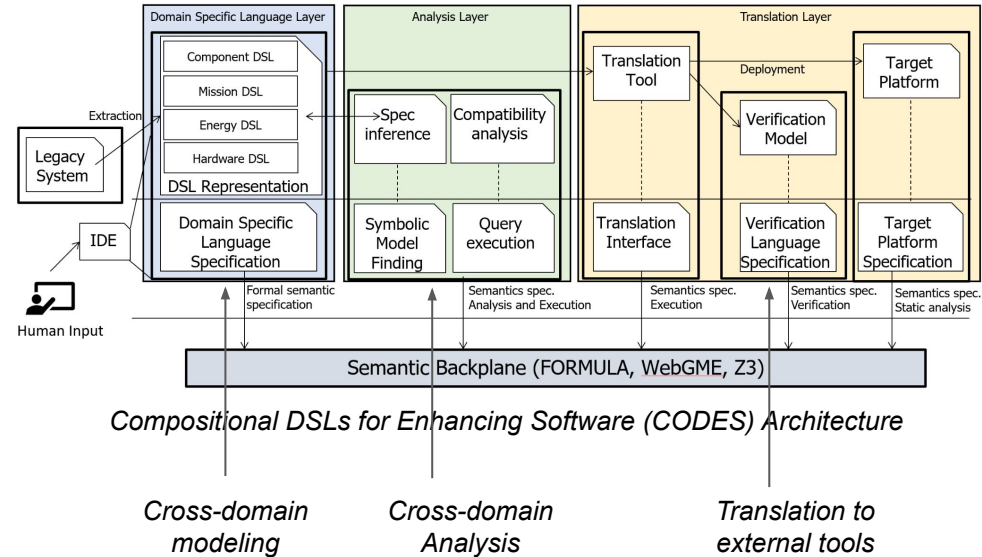 Domain Specific Language Layer
Component DSL
Mission DSL
Energy DSL
Hardware DSL
DSL Representation
Domain Specific
Language
Specification
Extraction
Legacy
System
IDE
Human Input
Analysis Layer
Spec
inference
Compatibility
analysis
Symbolic
Model
Finding
Query
execution
Translation Layer
Translation
Tool
Deployment
Target
Platform
Verification
Model
Translation
Interface
Verification
Language
Specification
Target
Platform
Specification
Formal semantic
specification
Semantics spec.
Analysis and Execution
Semantics spec.
Execution
Semantics spec.
Verification
Semantics spec.
Static analysis
Semantic Backplane (FORMULA, WebGME, Z3)
Compositional DSLs for Enhancing Software (CODES) Architecture
Cross-domain
modeling
Cross-domain
Analysis
Translation to
external tools